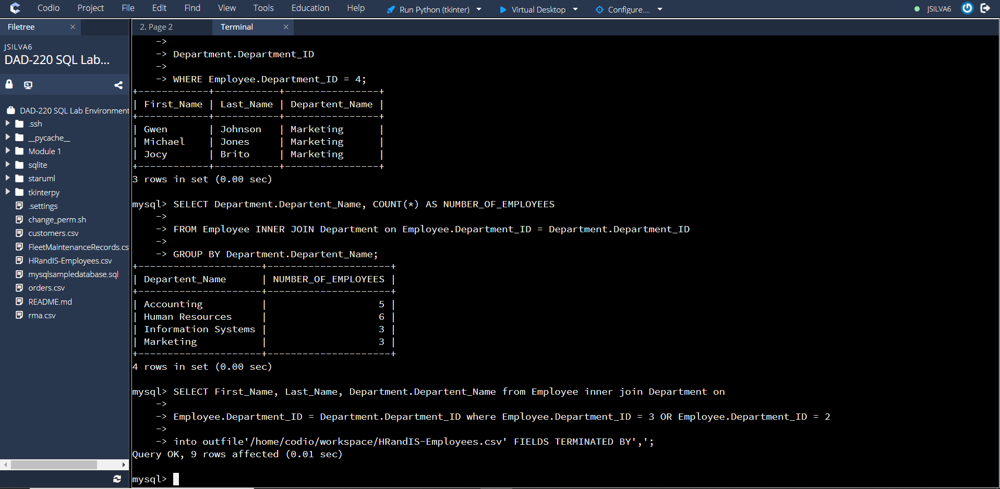 Codio Project File Edit Find View Tools Education Help Run Python (tkinter) Virtual Desktop Configure.... JSILVA6
Filetree ×
2. Page 2 Terminal ×
JSILVA6
DAD-220 SQL Lab...
DAD-220 SQL Lab Environment
.ssh
__pycache__
Module 1
sqlite
staruml
tkinterpy
.settings
change_perm.sh
customers.csv
FleetMaintenanceRecords.cs
HRandIS-Employees.csv
mysqlsampledatabase.sql
orders.csv
README.md
rma.csv
->
-> Department.Department_ID
->
-> WHERE Employee.Department_ID = 4;
+------------+-----------+----------------+
| First_Name | Last_Name | Departent_Name |
+------------+-----------+----------------+
| Gwen       | Johnson   | Marketing      |
| Michael    | Jones     | Marketing      |
| Jocy       | Brito     | Marketing      |
+------------+-----------+----------------+
3 rows in set (0.00 sec)
mysql> SELECT Department.Departent_Name, COUNT(*) AS NUMBER_OF_EMPLOYEES
->
-> FROM Employee INNER JOIN Department on Employee.Department_ID = Department.Department_ID
->
-> GROUP BY Department.Departent_Name;
+---------------------+---------------------+
| Departent_Name      | NUMBER_OF_EMPLOYEES |
+---------------------+---------------------+
| Accounting          |                   5 |
| Human Resources     |                   6 |
| Information Systems |                   3 |
| Marketing           |                   3 |
+---------------------+---------------------+
4 rows in set (0.00 sec)
mysql> SELECT First_Name, Last_Name, Department.Departent_Name from Employee inner join Department on
->
-> Employee.Department_ID = Department.Department_ID where Employee.Department_ID = 3 OR Employee.Department_ID = 2
->
-> into outfile'/home/codio/workspace/HRandIS-Employees.csv' FIELDS TERMINATED BY',';
Query OK, 9 rows affected (0.01 sec)
mysql>